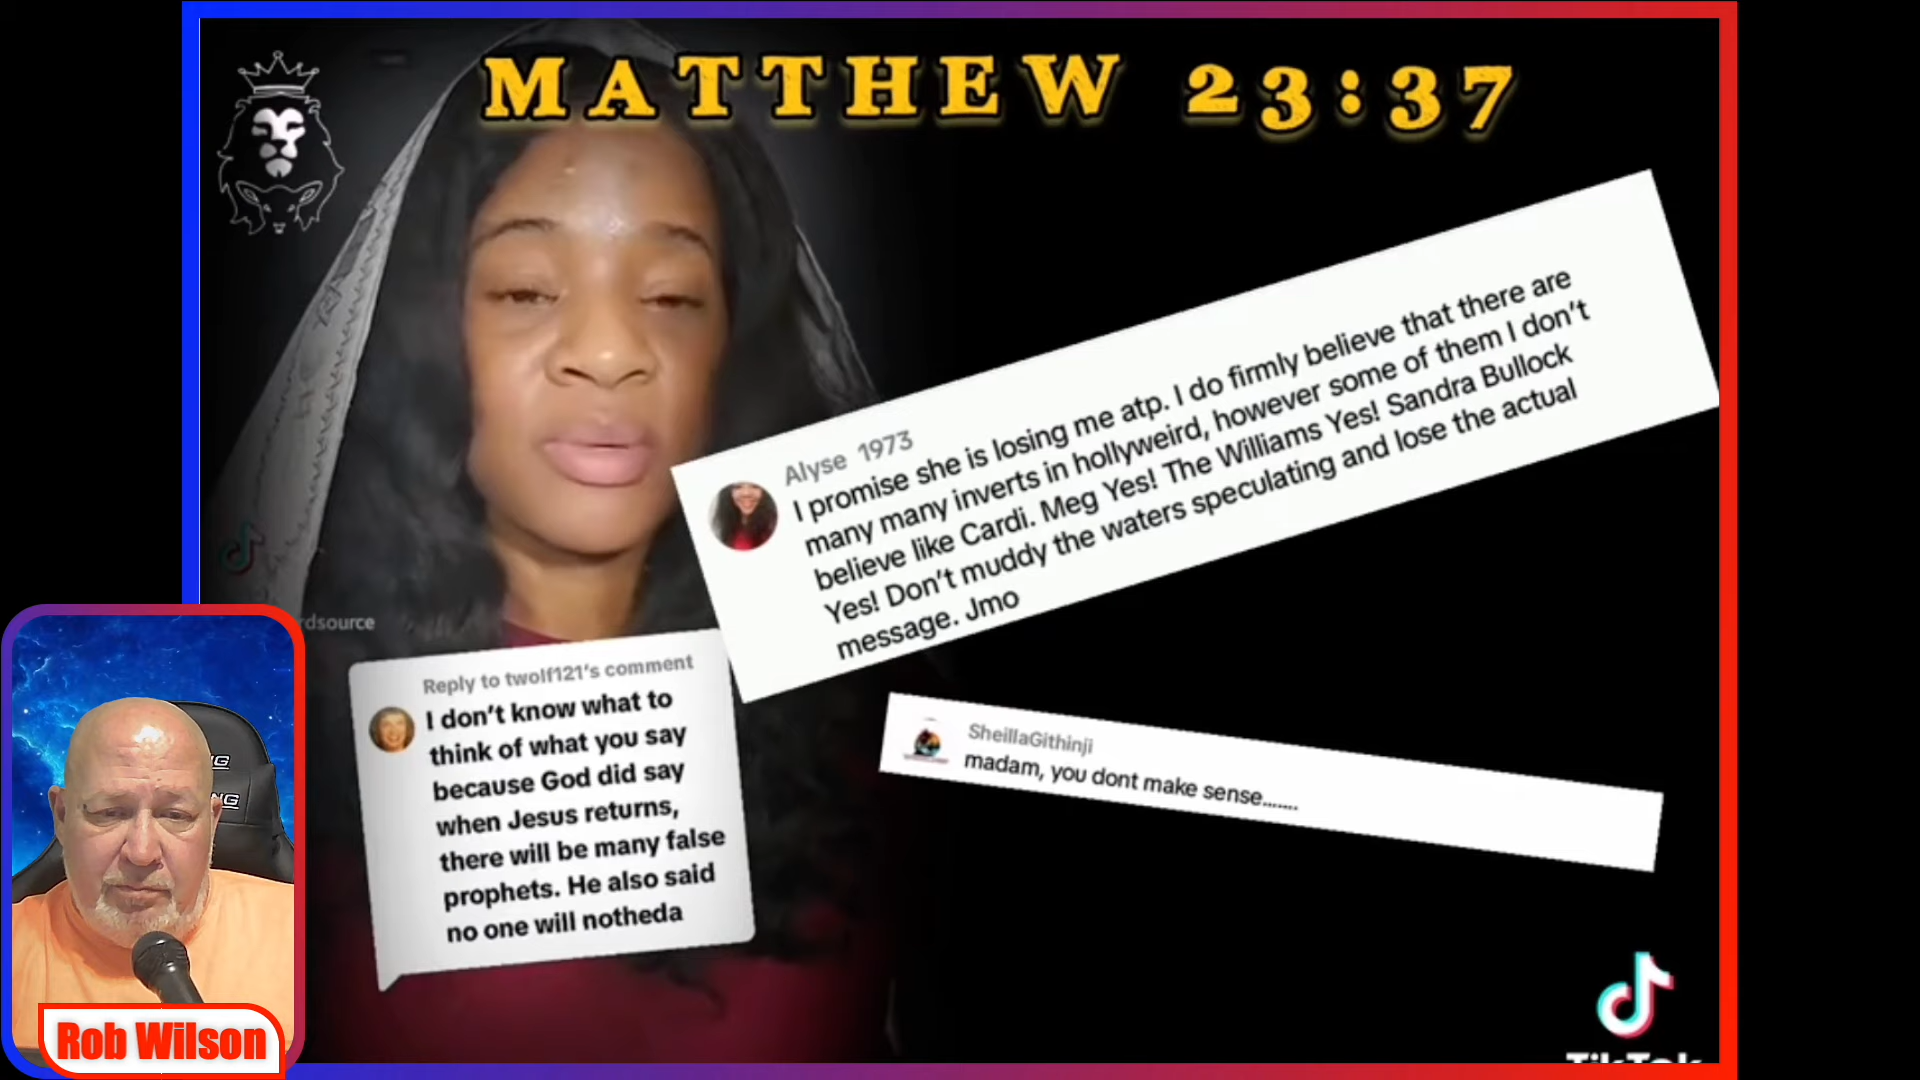 MATTHEW 23:37
Alyse 1973
I promise she is losing me atp. I do firmly believe that there are
many many inverts in hollyweird, however some of them I don't
believe like Cardi. Meg Yes! The Williams Yes! Sandra Bullock
Yes! Don't muddy the waters speculating and lose the actual
message. Jmo
rdsource
Reply to twolf121's comment
I don't know what to
think of what you say
because God did say
when Jesus returns,
there will be many false
prophets. He also said
no one will notheda
SheillaGithinji
madam, you dont make sense.......
NG
NG
Rob Wilson
TikTok